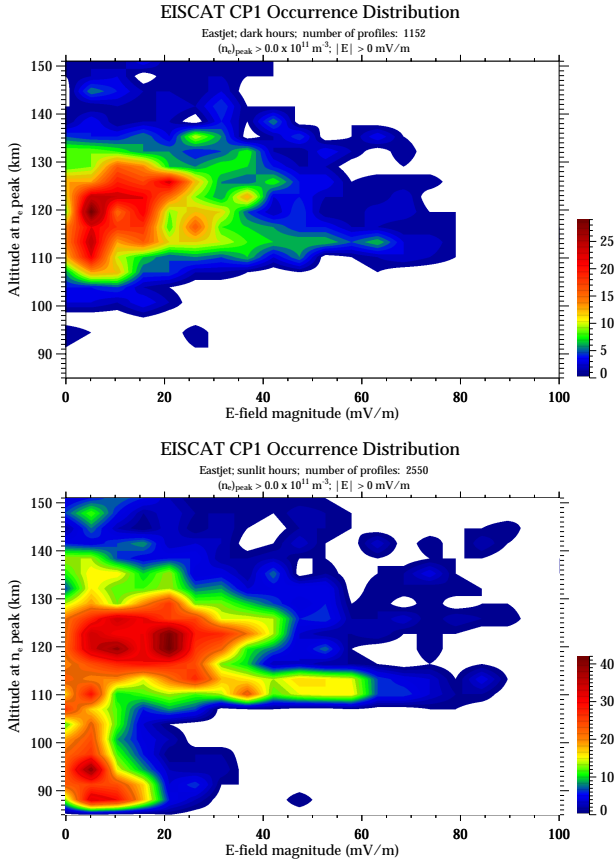 EISCAT CP1 Occurrence Distribution
Eastjet; dark hours; number of profiles: 1152
(nₑ)peak > 0.0 x 10¹¹ m⁻³; |E| > 0 mV/m
150
140
130
120
110
100
90
Altitude at nₑ peak (km)
0 20 40 60 80 100
E-field magnitude (mV/m)
25
20
15
10
5
0
EISCAT CP1 Occurrence Distribution
Eastjet; sunlit hours; number of profiles: 2550
(nₑ)peak > 0.0 x 10¹¹ m⁻³; |E| > 0 mV/m
150
140
130
120
110
100
90
Altitude at nₑ peak (km)
0 20 40 60 80 100
E-field magnitude (mV/m)
40
30
20
10
0